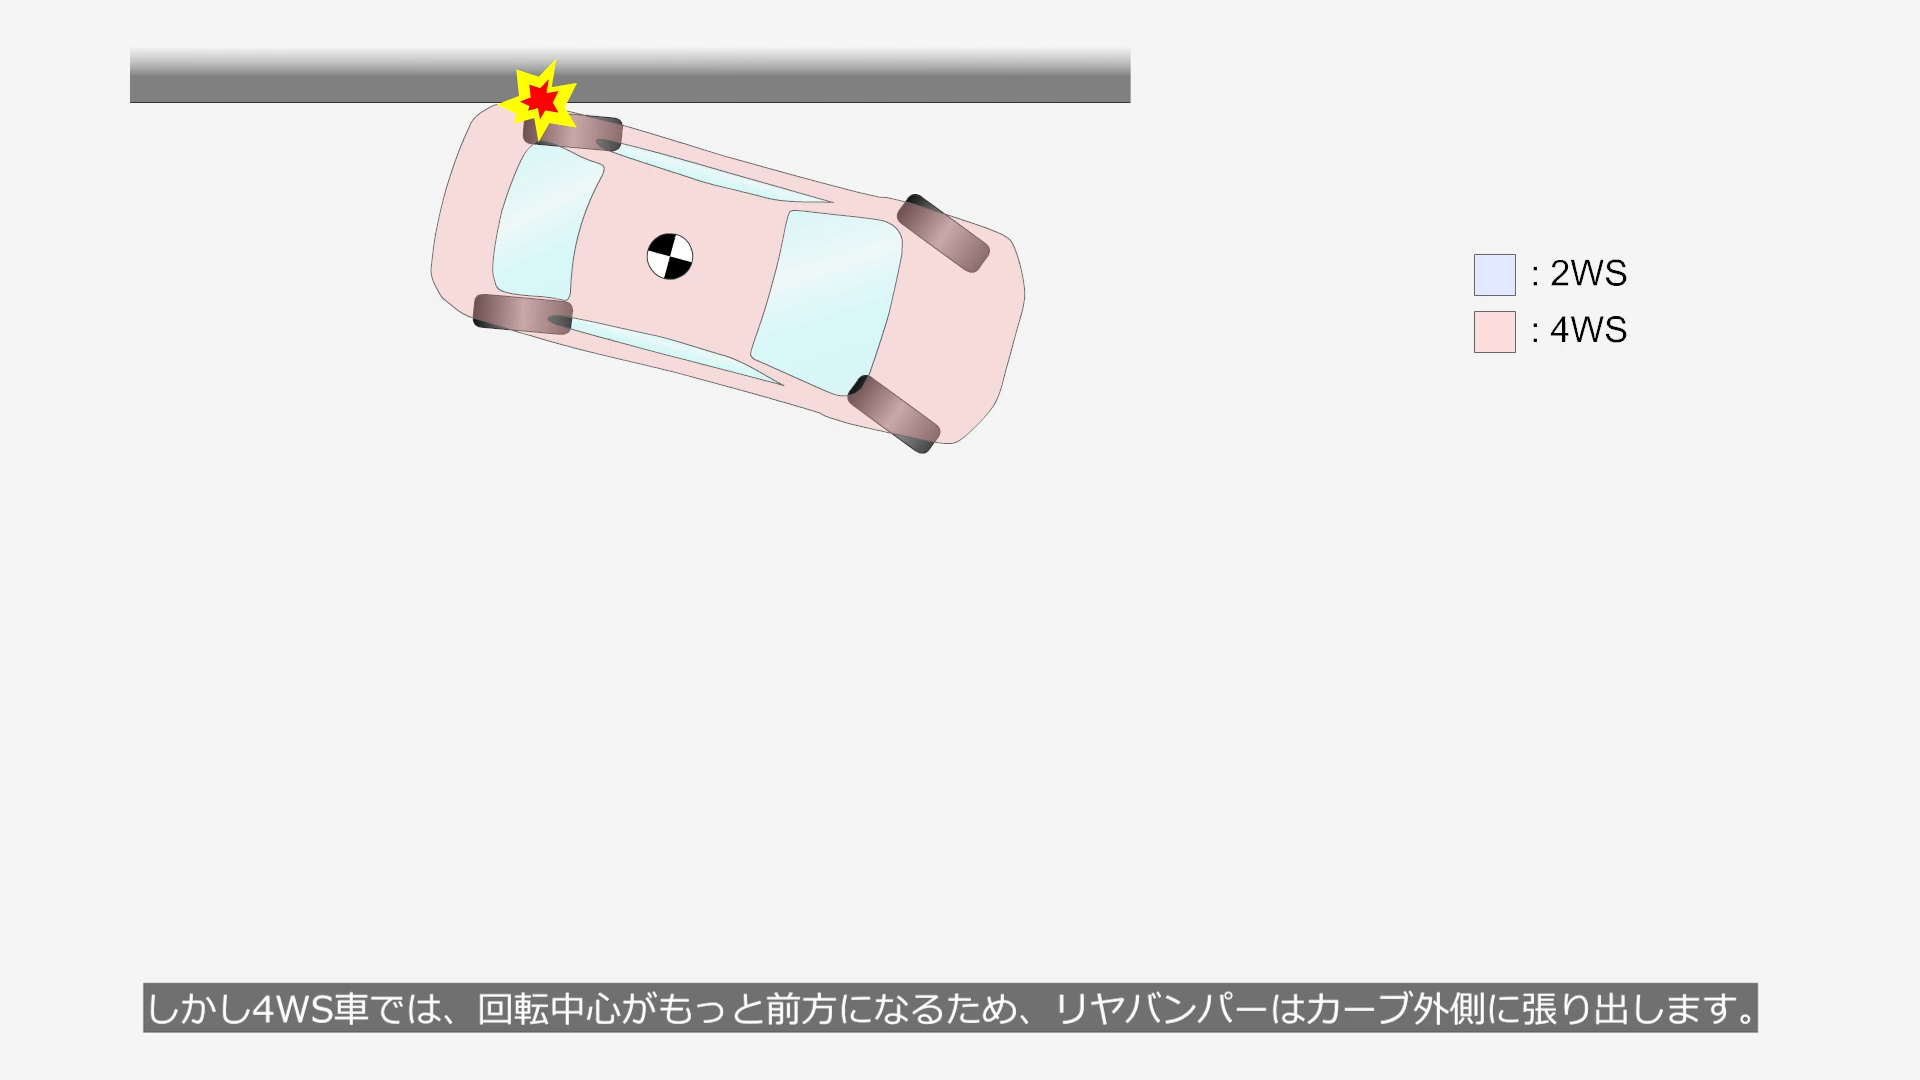 : 2WS
: 4WS
しかし4WS車では、回転中心がもっと前方になるため、リヤバンパーはカーブ外側に張り出します。